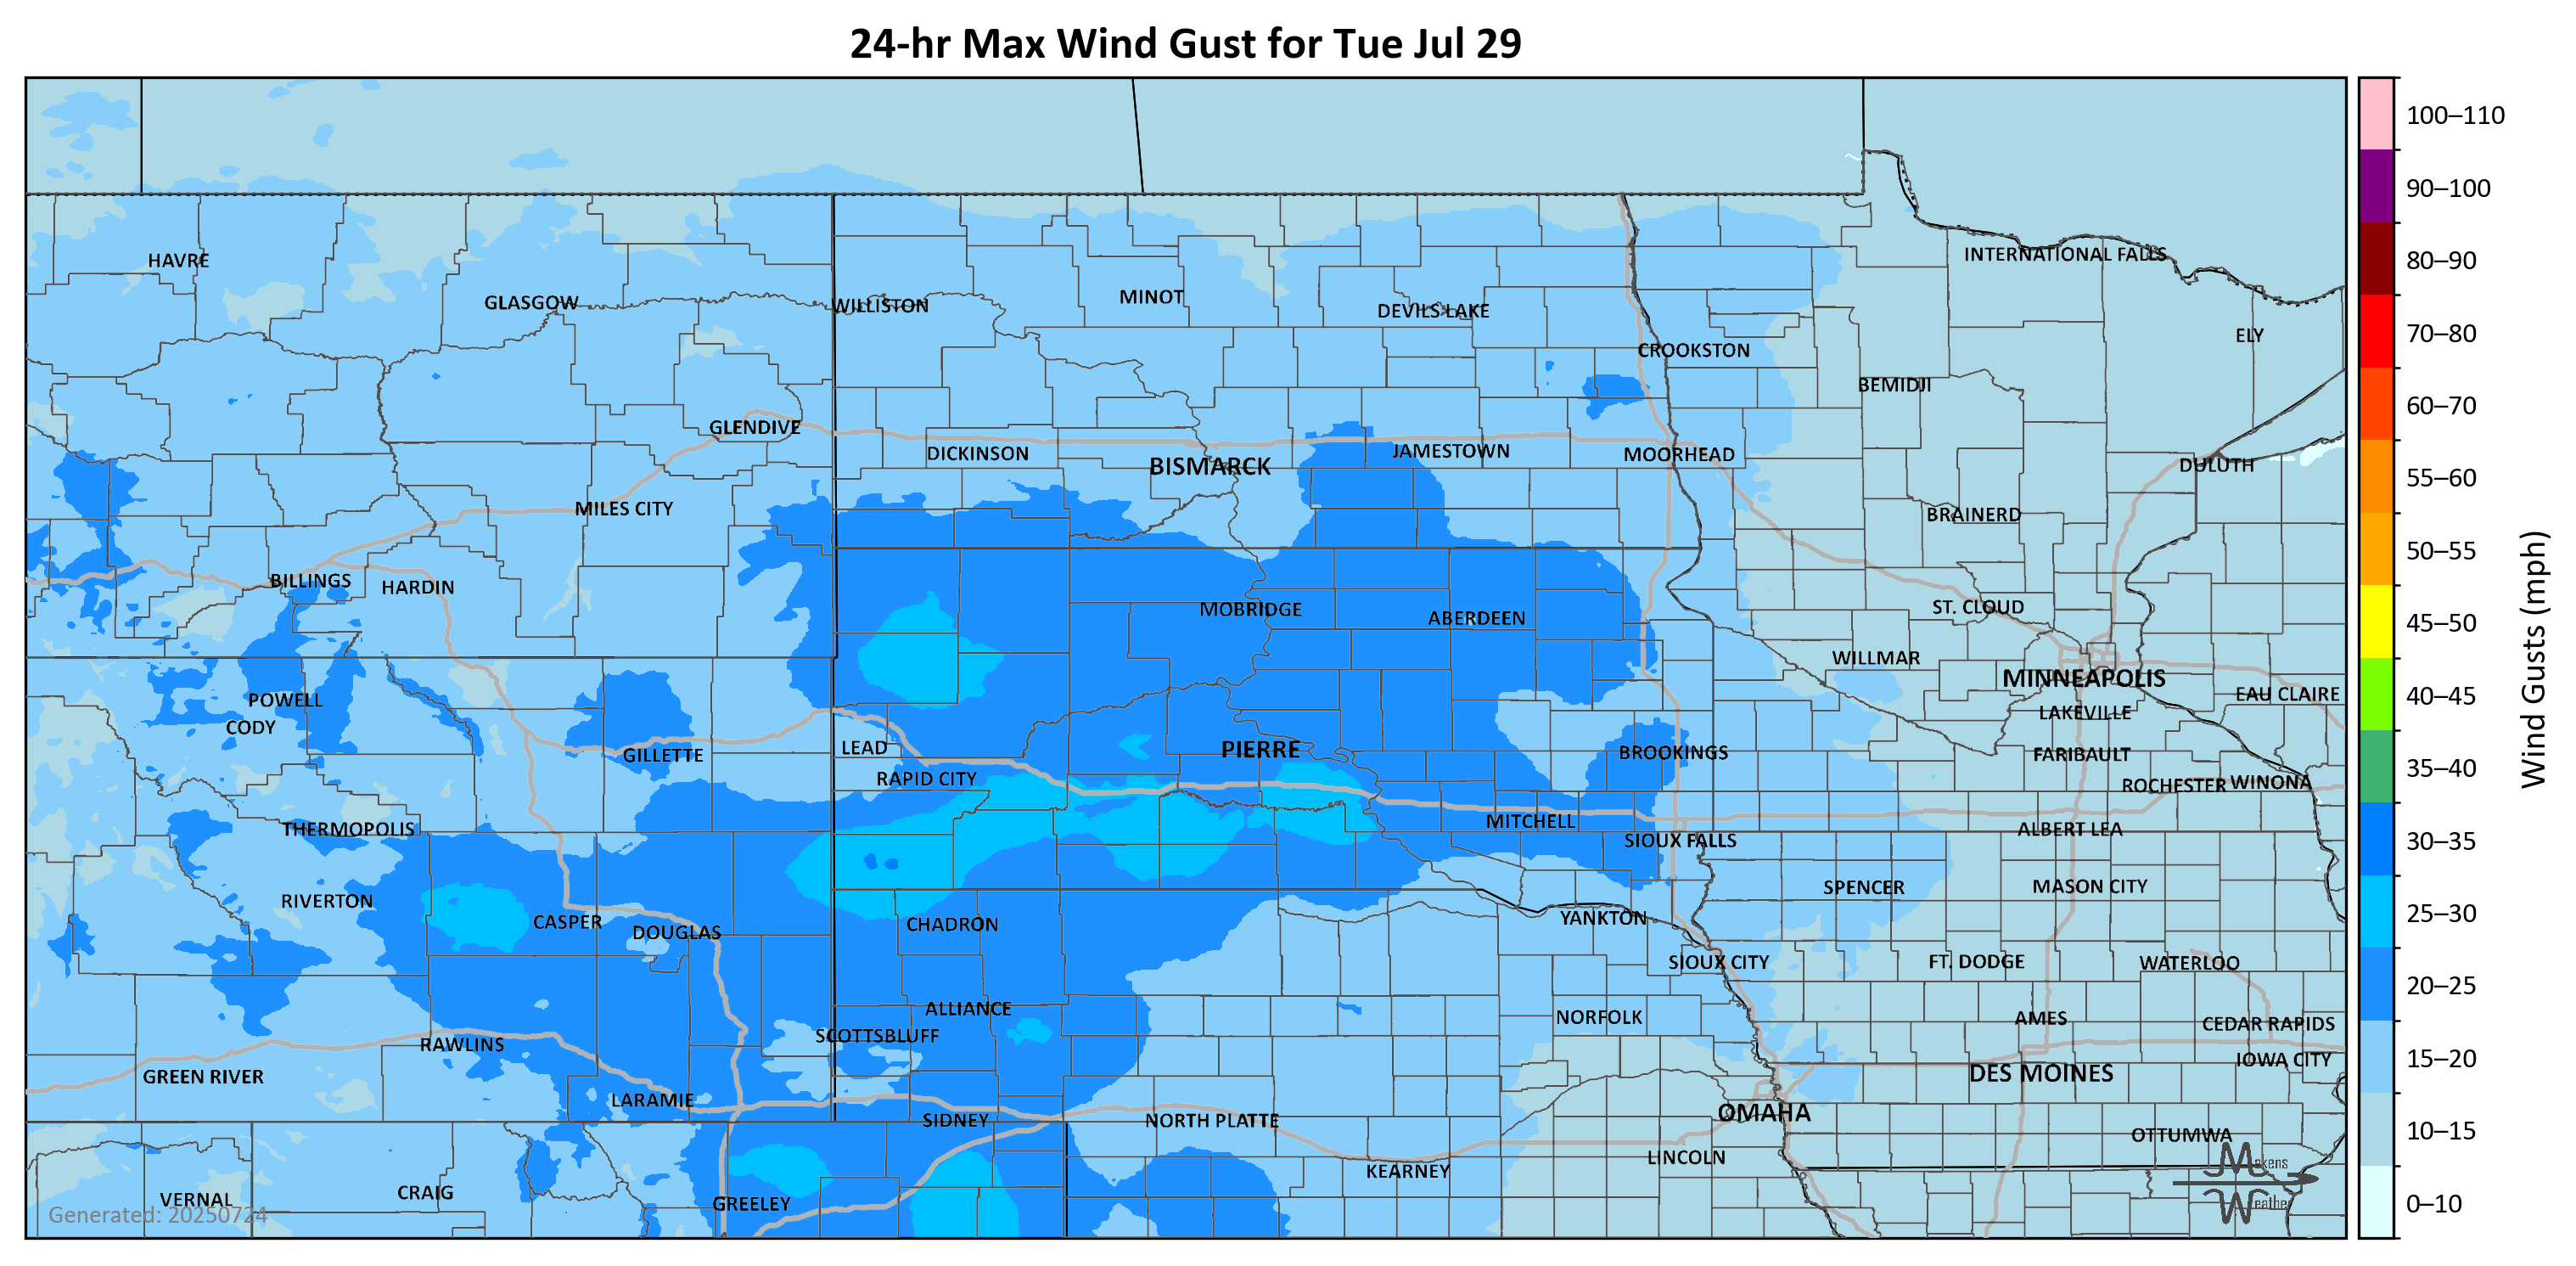 24-hr Max Wind Gust for Tue Jul 29
100–110
90–100
80–90
70–80
60–70
55–60
50–55
45–50
40–45
35–40
30–35
25–30
20–25
15–20
10–15
0–10
Wind Gusts (mph)
INTERNATIONAL FALLS
HAVRE
MINOT
GLASGOW
WILLISTON
DEVILS LAKE
ELY
CROOKSTON
BEMIDJI
GLENDIVE
DICKINSON
JAMESTOWN
MOORHEAD
BISMARCK
DULUTH
MILES CITY
BRAINERD
BILLINGS
HARDIN
MOBRIDGE
ABERDEEN
ST. CLOUD
WILLMAR
MINNEAPOLIS
EAU CLAIRE
POWELL
LAKEVILLE
CODY
LEAD
PIERRE
BROOKINGS
GILLETTE
FARIBAULT
RAPID CITY
ROCHESTER
WINONA
MITCHELL
THERMOPOLIS
ALBERT LEA
SIOUX FALLS
SPENCER
MASON CITY
RIVERTON
CASPER
CHADRON
YANKTON
DOUGLAS
SIOUX CITY
FT. DODGE
WATERLOO
ALLIANCE
NORFOLK
AMES
CEDAR RAPIDS
SCOTTSBLUFF
RAWLINS
IOWA CITY
GREEN RIVER
DES MOINES
LARAMIE
OMAHA
SIDNEY
NORTH PLATTE
OTTUMWA
LINCOLN
KEARNEY
CRAIG
VERNAL
GREELEY
Generated: 20250724
Makens
Weather